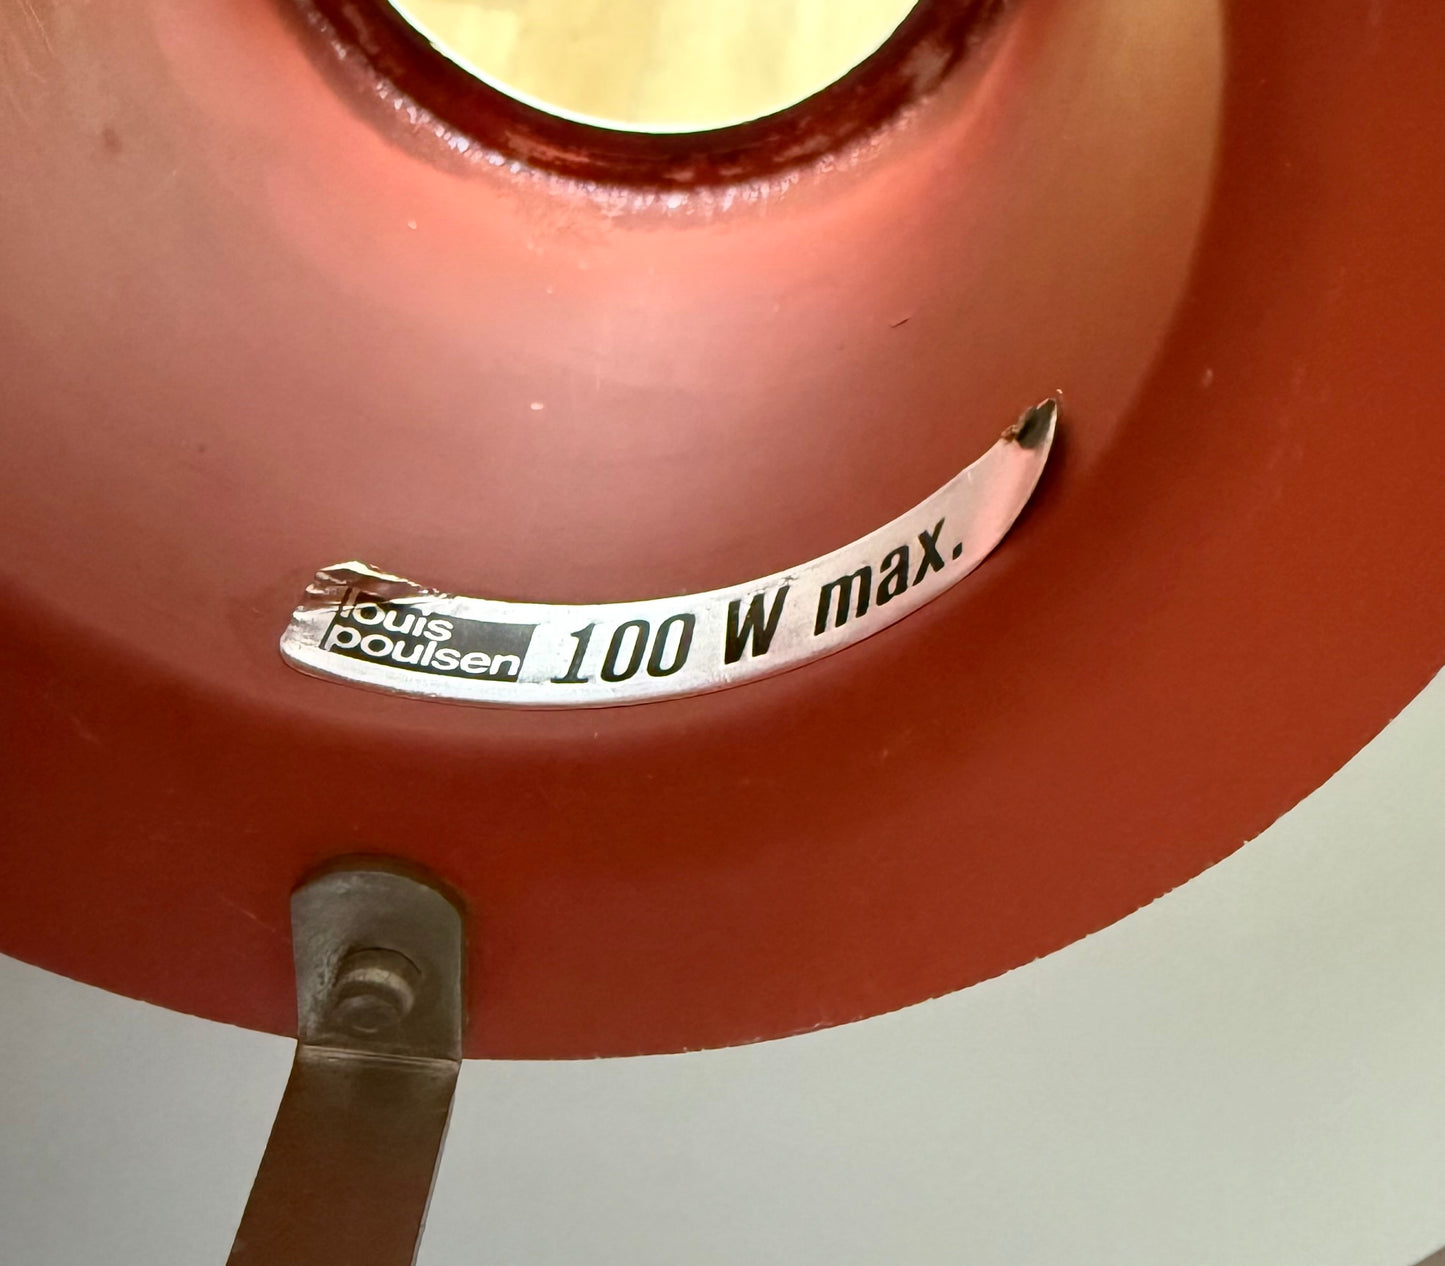 louis
poulsen
100 W max.